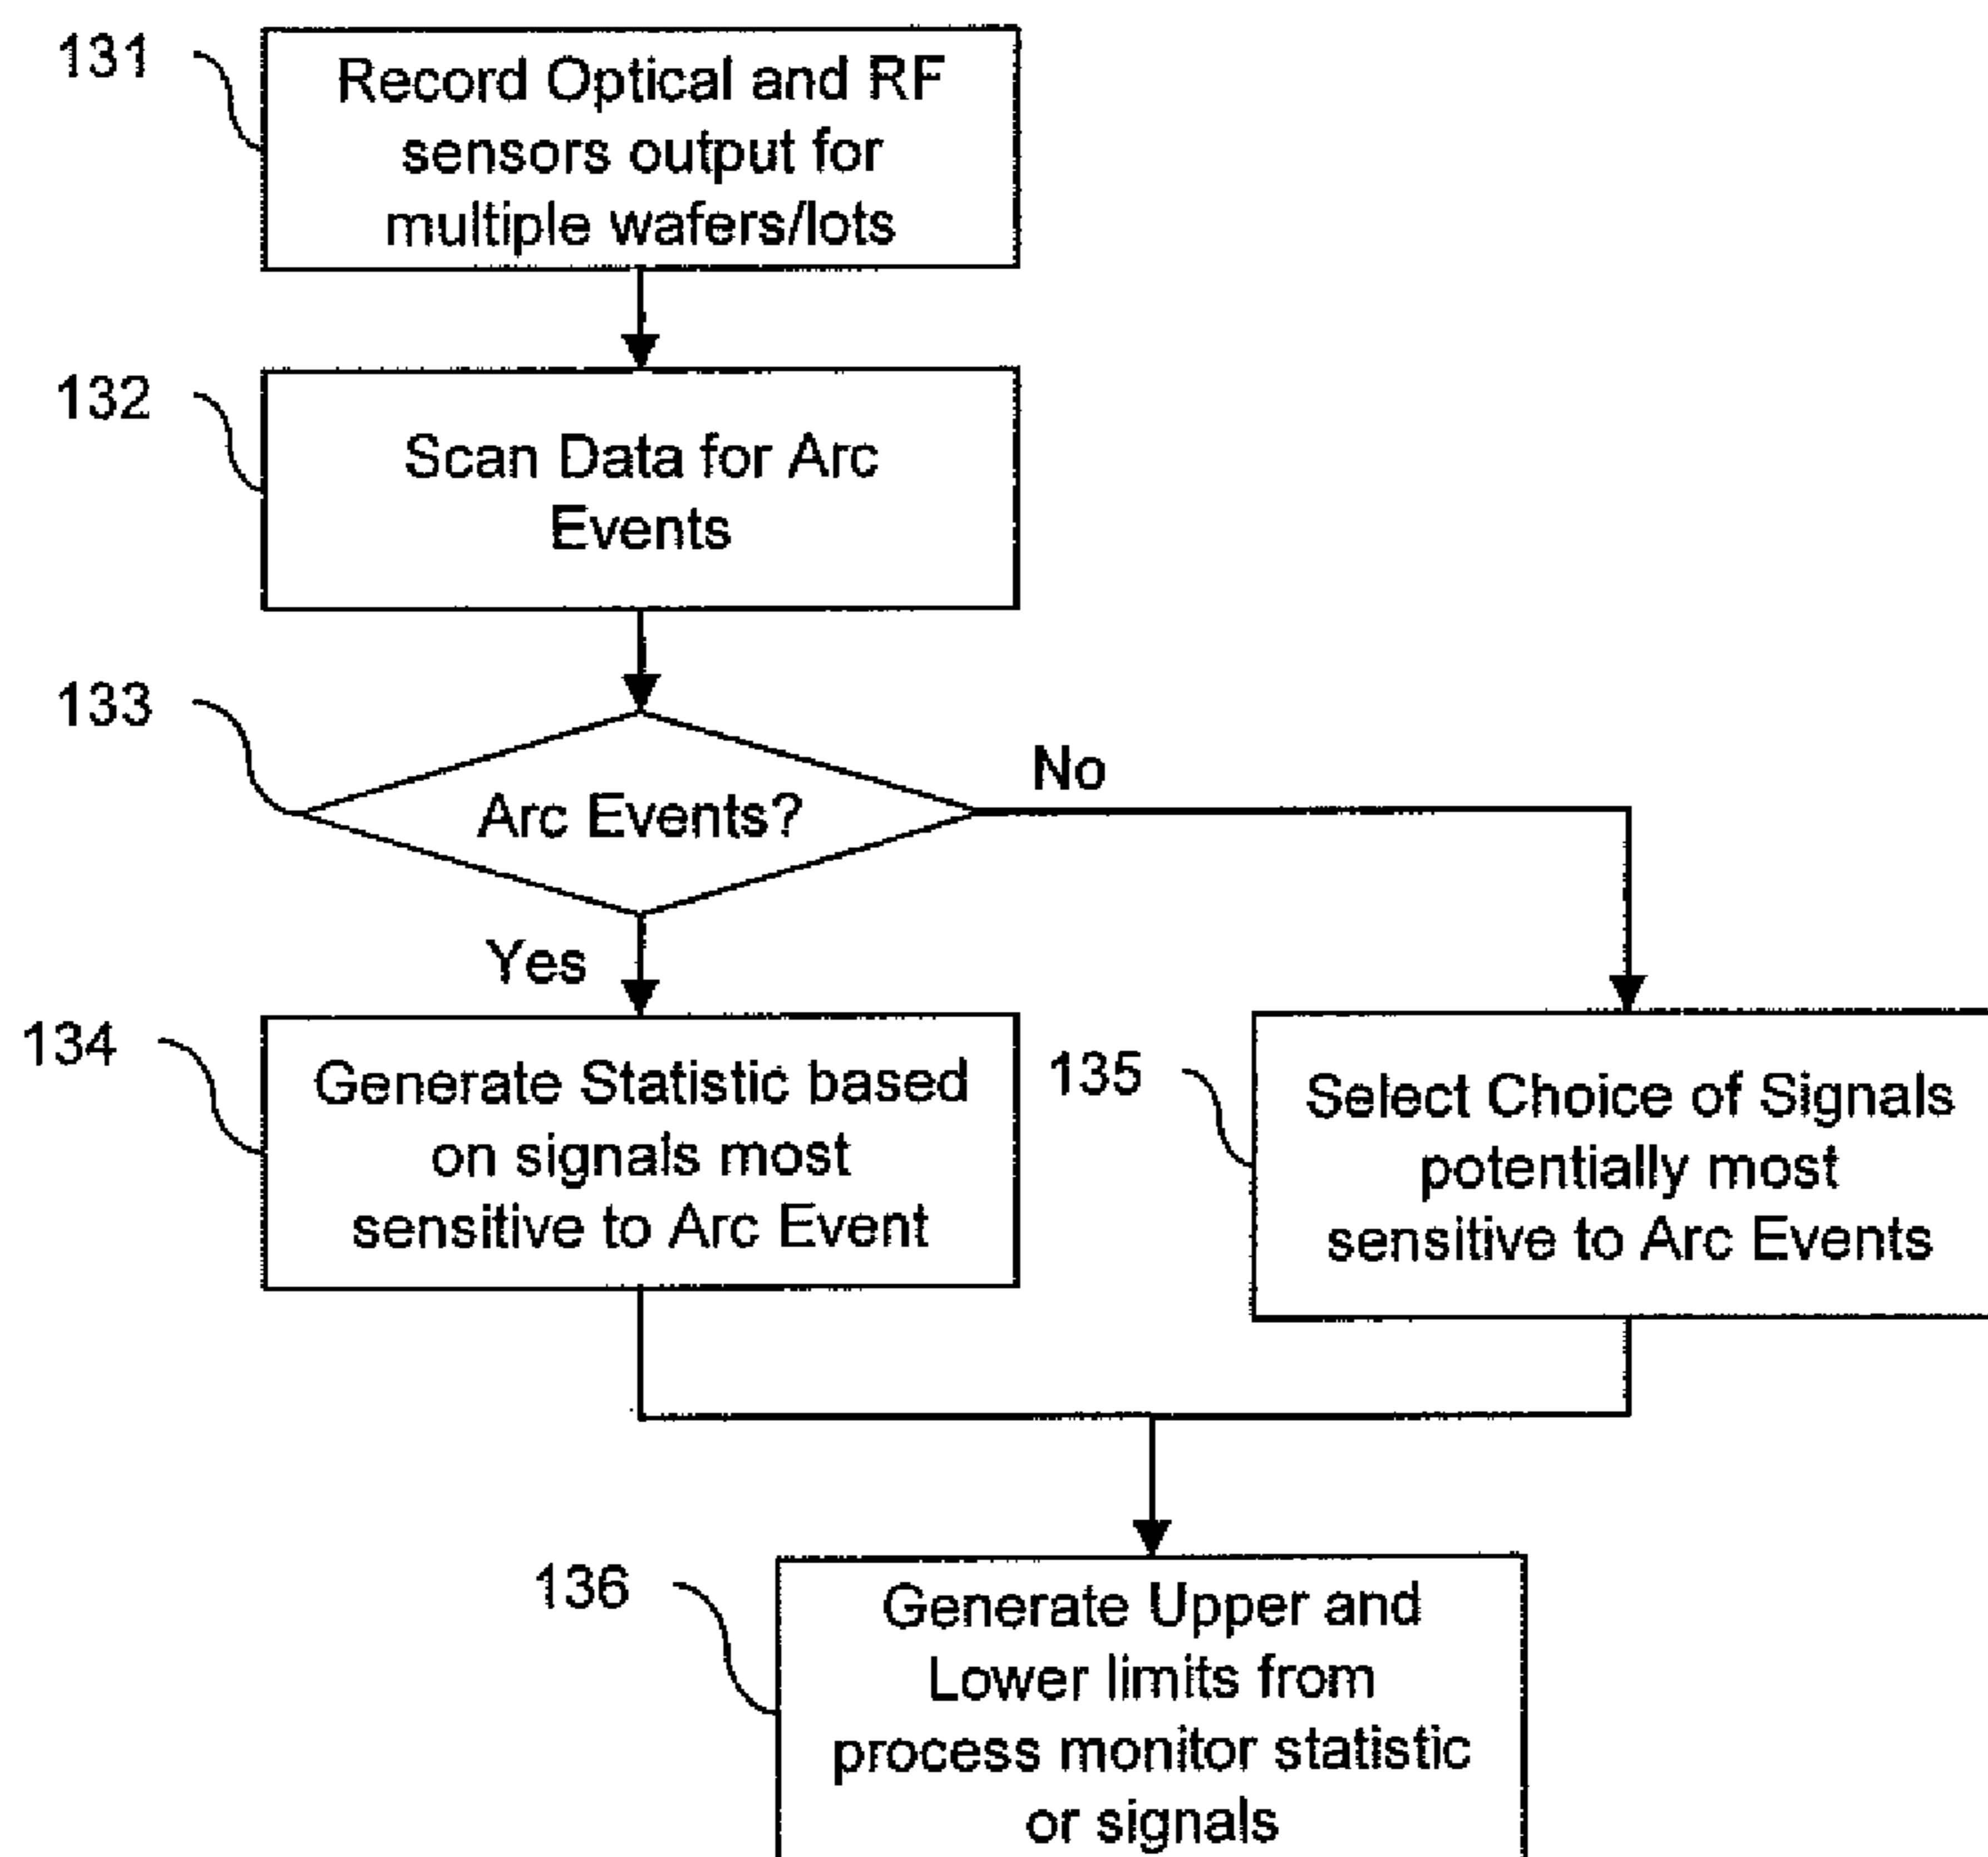 131
Record Optical and RF
sensors output for
multiple wafers/lots
132
Scan Data for Arc
Events
133
Arc Events?
No
Yes
134
Generate Statistic based
on signals most
sensitive to Arc Event
135
Select Choice of Signals
potentially most
sensitive to Arc Events
136
Generate Upper and
Lower limits from
process monitor statistic
or signals